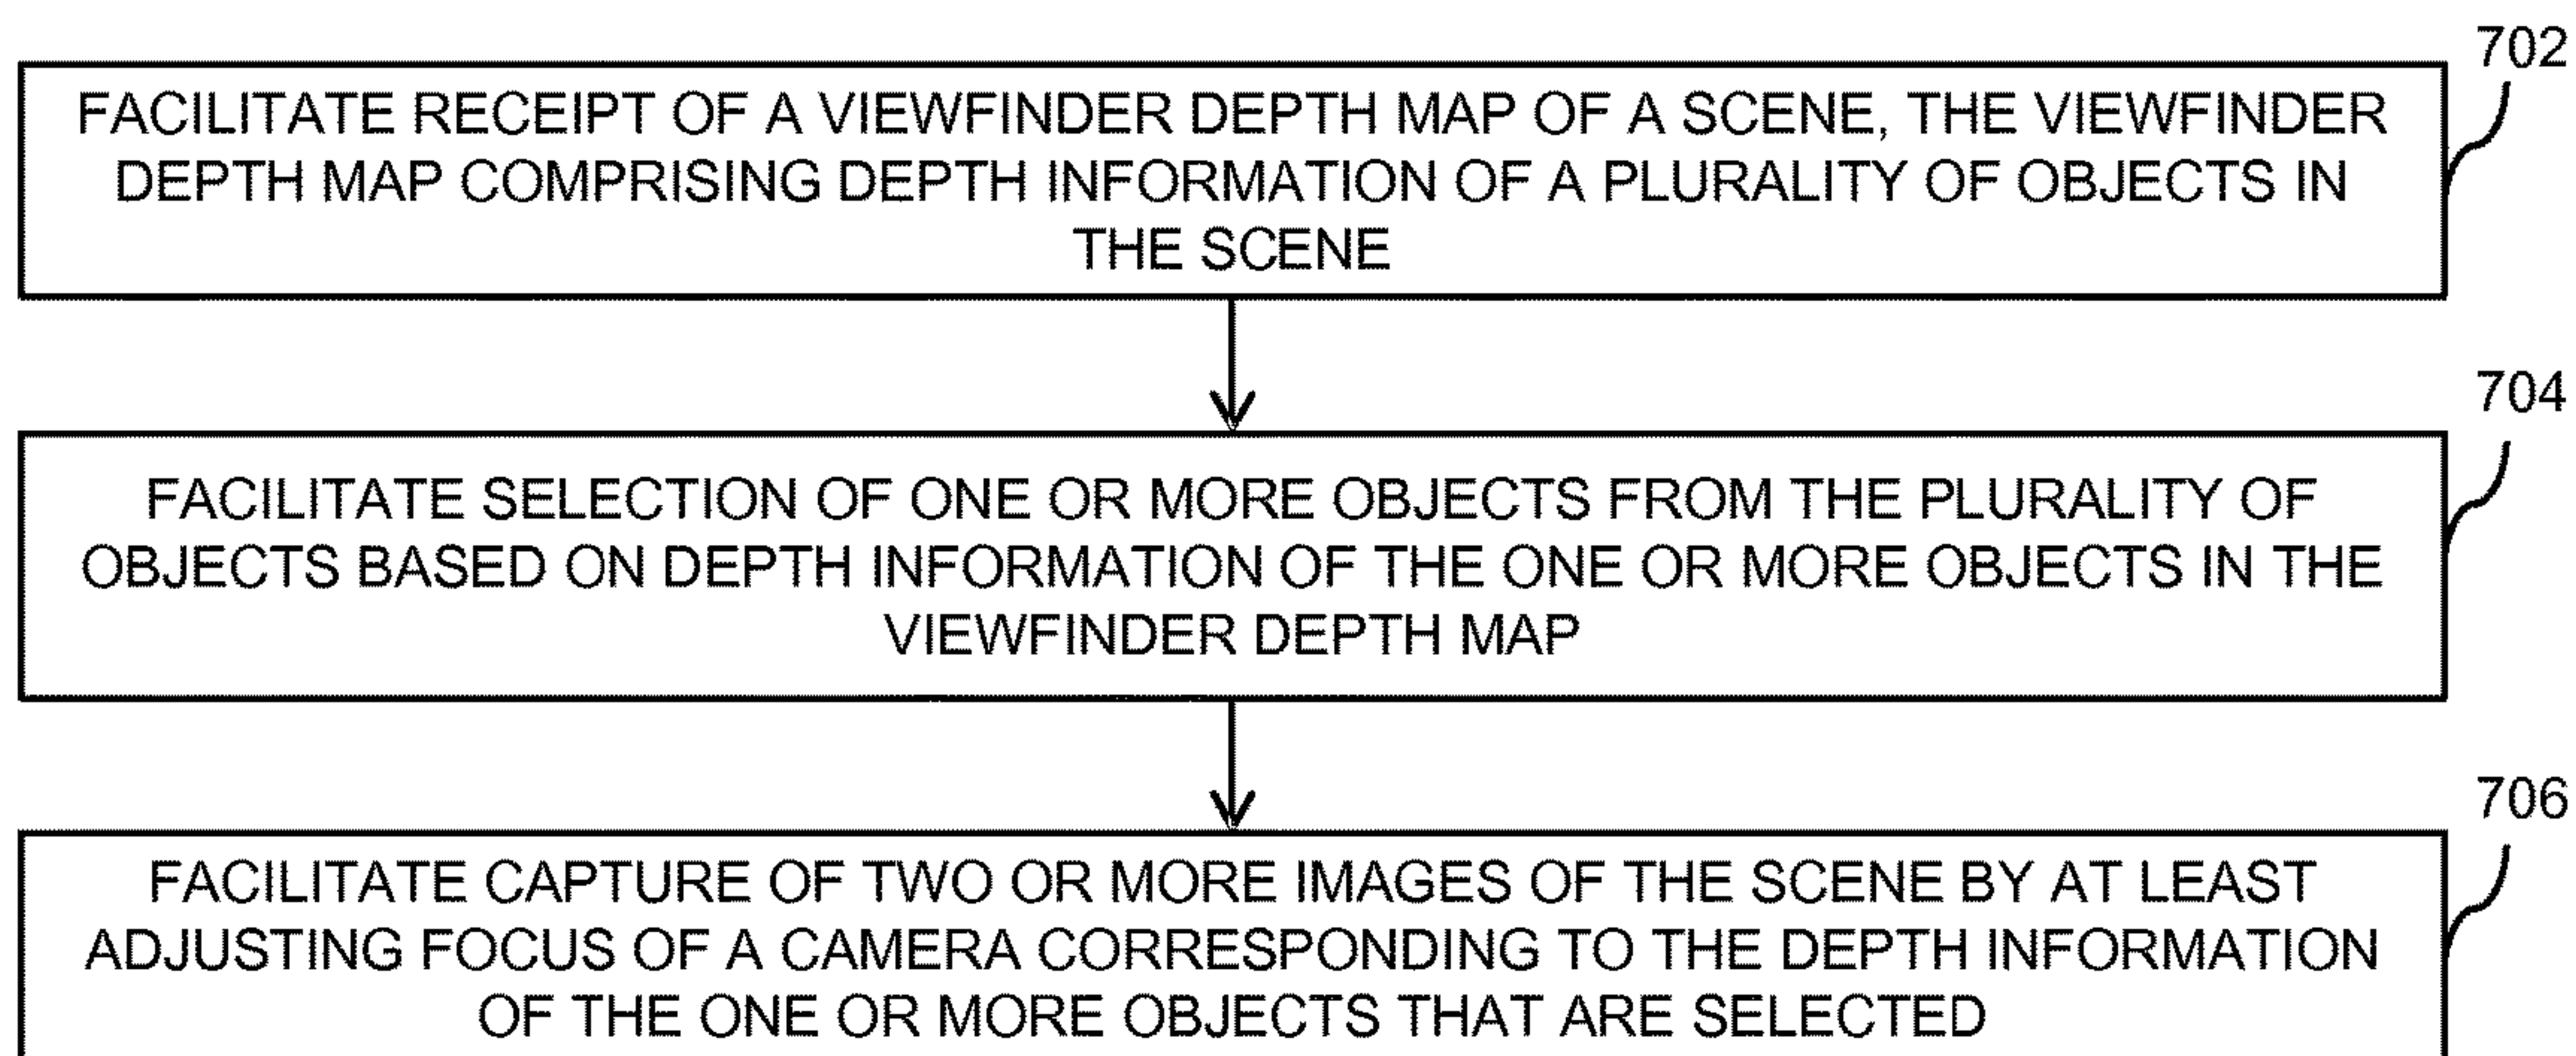 702
FACILITATE RECEIPT OF A VIEWFINDER DEPTH MAP OF A SCENE, THE VIEWFINDER
DEPTH MAP COMPRISING DEPTH INFORMATION OF A PLURALITY OF OBJECTS IN
THE SCENE
704
FACILITATE SELECTION OF ONE OR MORE OBJECTS FROM THE PLURALITY OF
OBJECTS BASED ON DEPTH INFORMATION OF THE ONE OR MORE OBJECTS IN THE
VIEWFINDER DEPTH MAP
706
FACILITATE CAPTURE OF TWO OR MORE IMAGES OF THE SCENE BY AT LEAST
ADJUSTING FOCUS OF A CAMERA CORRESPONDING TO THE DEPTH INFORMATION
OF THE ONE OR MORE OBJECTS THAT ARE SELECTED